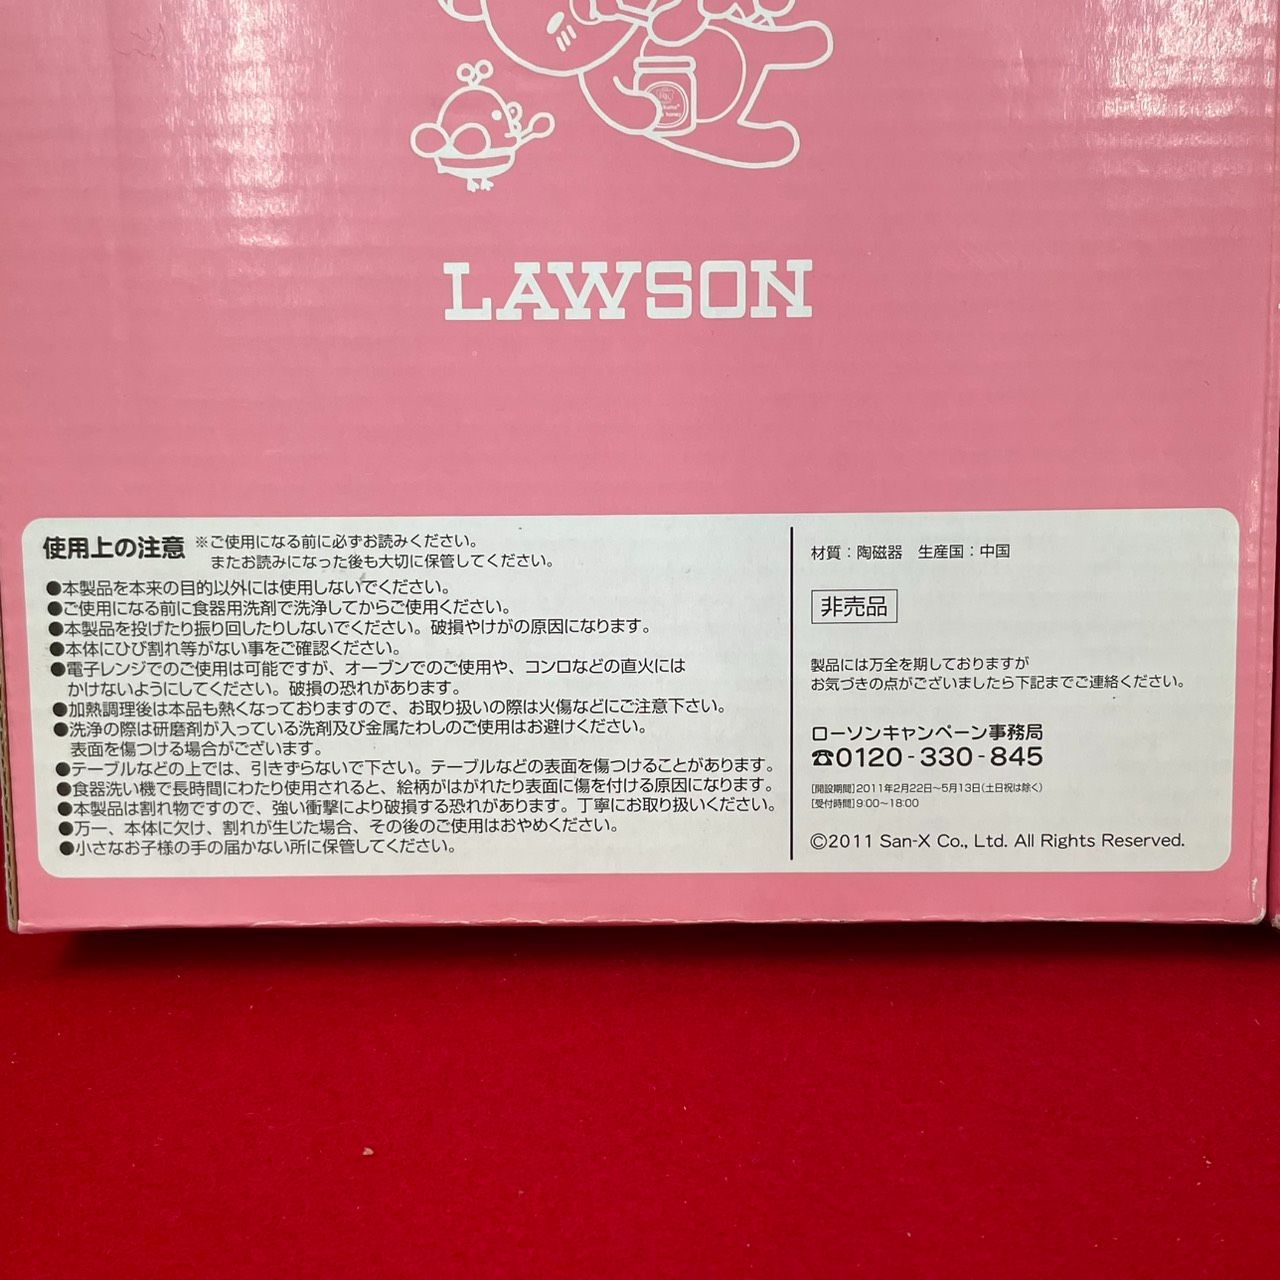 LAWSON
使用上の注意 ※ご使用になる前に必ずお読みください。
またお読みになった後も大切に保管してください。
●本製品を本来の目的以外には使用しないでください。
●ご使用になる前に食器用洗剤で洗浄してからご使用ください。
●本製品を投げたり振り回したりしないでください。破損やけがの原因になります。
●本体にひび割れ等がない事をご確認ください。
●電子レンジでのご使用は可能ですが、オーブンでのご使用や、コンロなどの直火には
かけないようにしてください。破損の恐れがあります。
●加熱調理後は本品も熱くなっておりますので、お取り扱いの際は火傷などにご注意下さい。
●洗浄の際は研磨剤が入っている洗剤及び金属たわしのご使用はお避けください。
表面を傷つける場合がございます。
●テーブルなどの上では、引きずらないで下さい。テーブルなどの表面を傷つけることがあります。
●食器洗い機で長時間にわたり使用されると、絵柄がはがれたり表面に傷を付ける原因になります。
●本製品は割れ物ですので、強い衝撃により破損する恐れがあります。丁寧にお取り扱いください。
●万一、本体に欠け、割れが生じた場合、その後のご使用はおやめください。
●小さなお子様の手の届かない所に保管してください。
材質：陶磁器 生産国：中国
非売品
製品には万全を期しておりますが
お気づきの点がございましたら下記までご連絡ください。
ローソンキャンペーン事務局
☎0120-330-845
[開設期間]2011年2月22日〜5月13日(土日祝は除く)
[受付時間]9:00〜18:00
©2011 San-X Co., Ltd. All Rights Reserved.